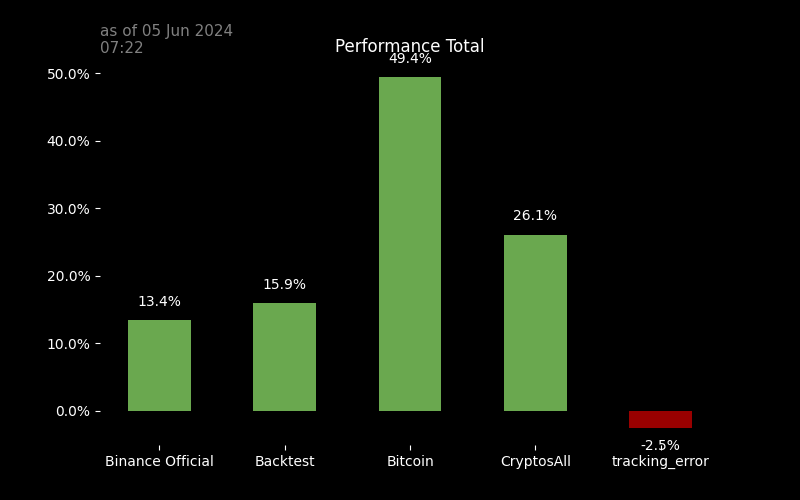 as of 05 Jun 2024
07:22
Performance Total
50.0%
40.0%
30.0%
20.0%
10.0%
0.0%
13.4%
15.9%
49.4%
26.1%
-2.5%
Binance Official
Backtest
Bitcoin
CryptosAll
tracking_error